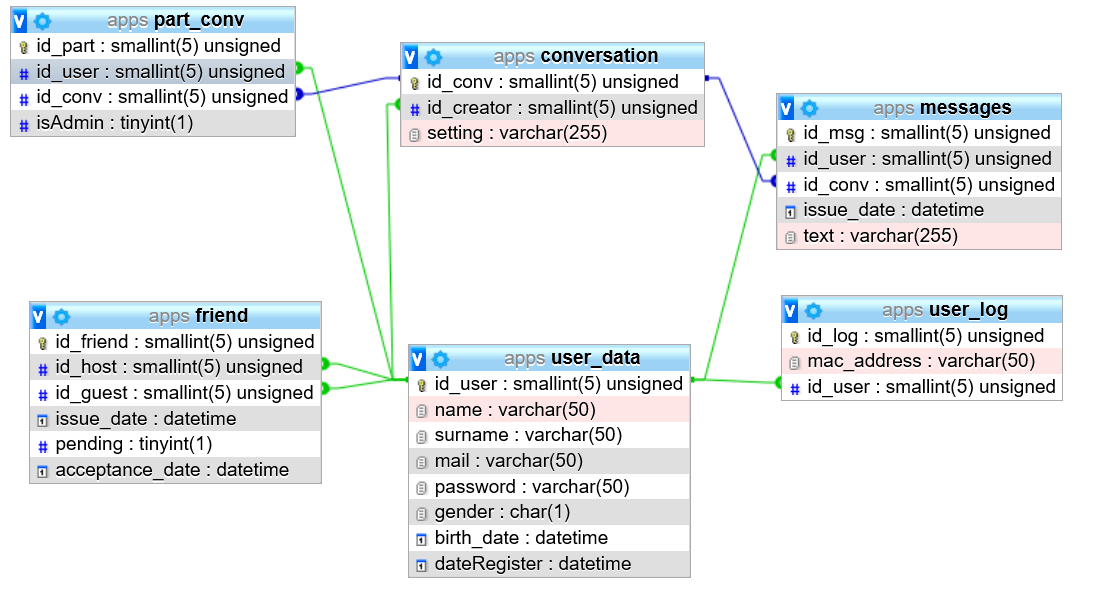 apps part_conv
id_part : smallint(5) unsigned
# id_user : smallint(5) unsigned
# id_conv : smallint(5) unsigned
# isAdmin : tinyint(1)
apps conversation
id_conv : smallint(5) unsigned
# id_creator : smallint(5) unsigned
setting : varchar(255)
apps messages
id_msg : smallint(5) unsigned
# id_user : smallint(5) unsigned
# id_conv : smallint(5) unsigned
issue_date : datetime
text : varchar(255)
apps friend
id_friend : smallint(5) unsigned
# id_host : smallint(5) unsigned
# id_guest : smallint(5) unsigned
issue_date : datetime
# pending : tinyint(1)
acceptance_date : datetime
apps user_data
id_user : smallint(5) unsigned
name : varchar(50)
surname : varchar(50)
mail : varchar(50)
password : varchar(50)
gender : char(1)
birth_date : datetime
dateRegister : datetime
apps user_log
id_log : smallint(5) unsigned
mac_address : varchar(50)
# id_user : smallint(5) unsigned